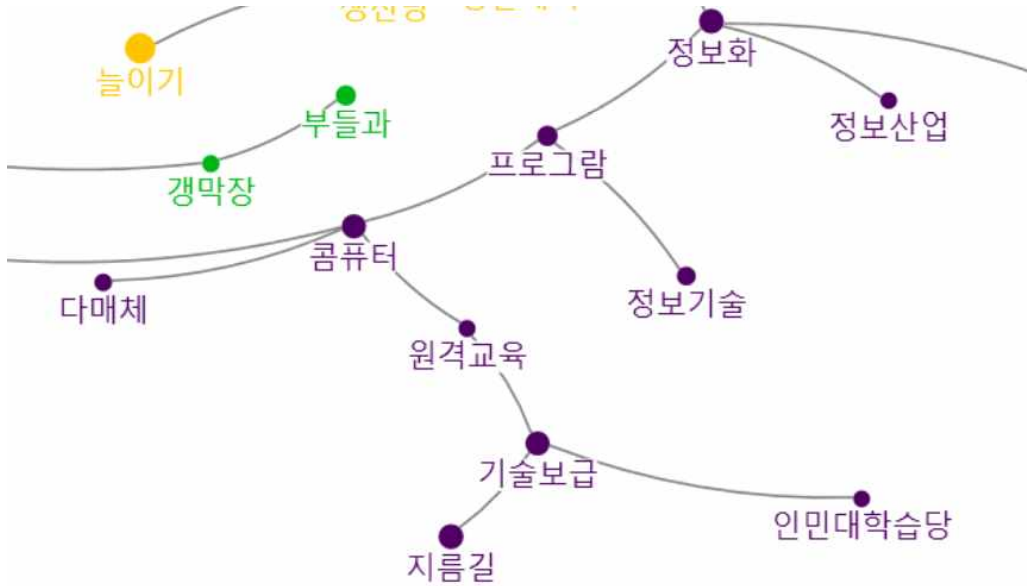 정보화
늘이기
부들과
정보산업
프로그람
갱막장
콤퓨터
다매체
정보기술
원격교육
기술보급
인민대학습당
지름길